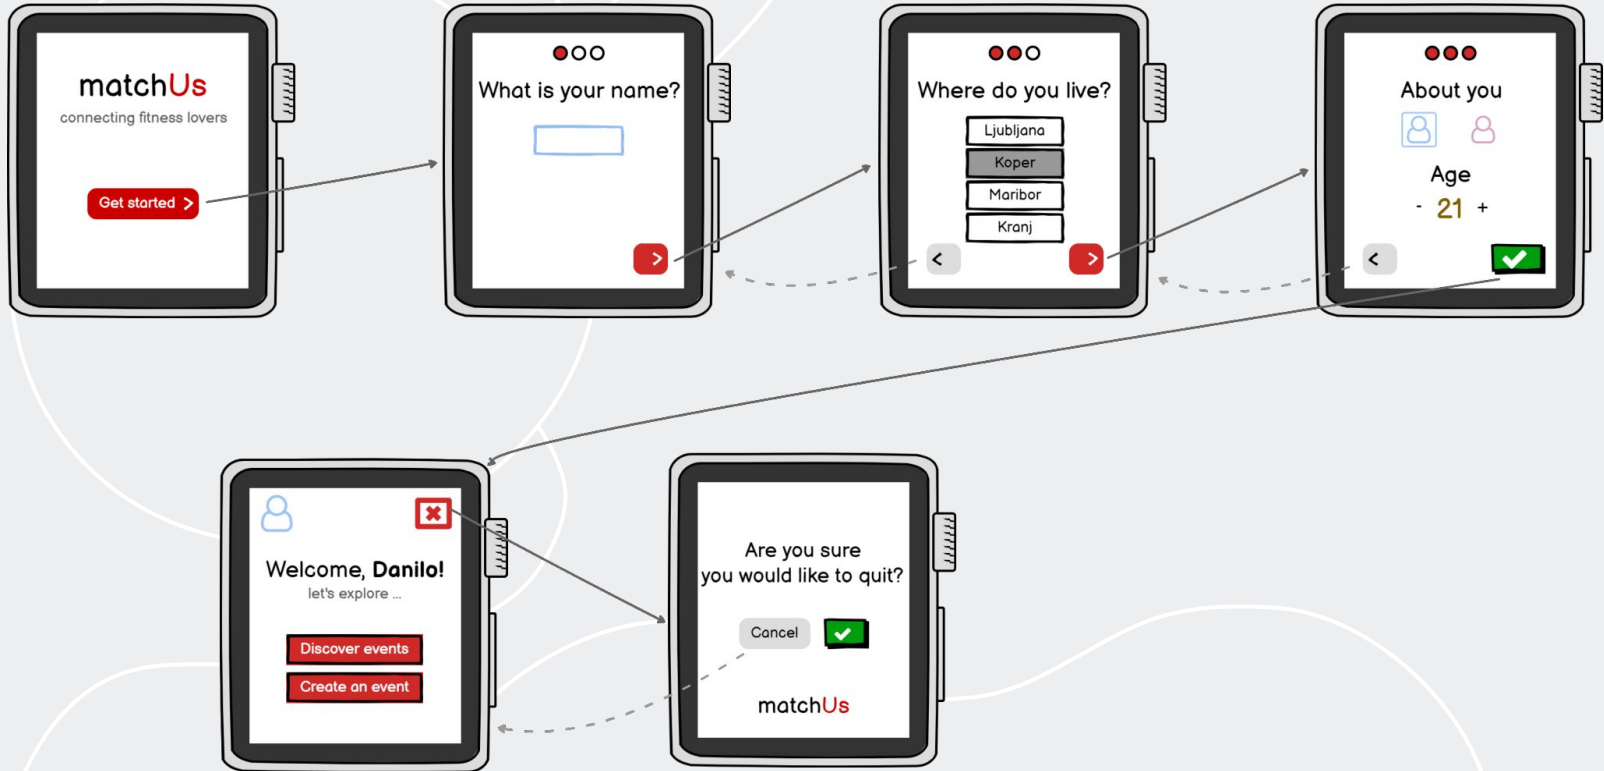 matchUs
connecting fitness lovers
Get started >
What is your name?
>
Where do you live?
Ljubljana
Koper
Maribor
Kranj
< >
About you
Age
- 21 +
<
Welcome, Danilo!
let's explore ...
Discover events
Create an event
Are you sure
you would like to quit?
Cancel
matchUs